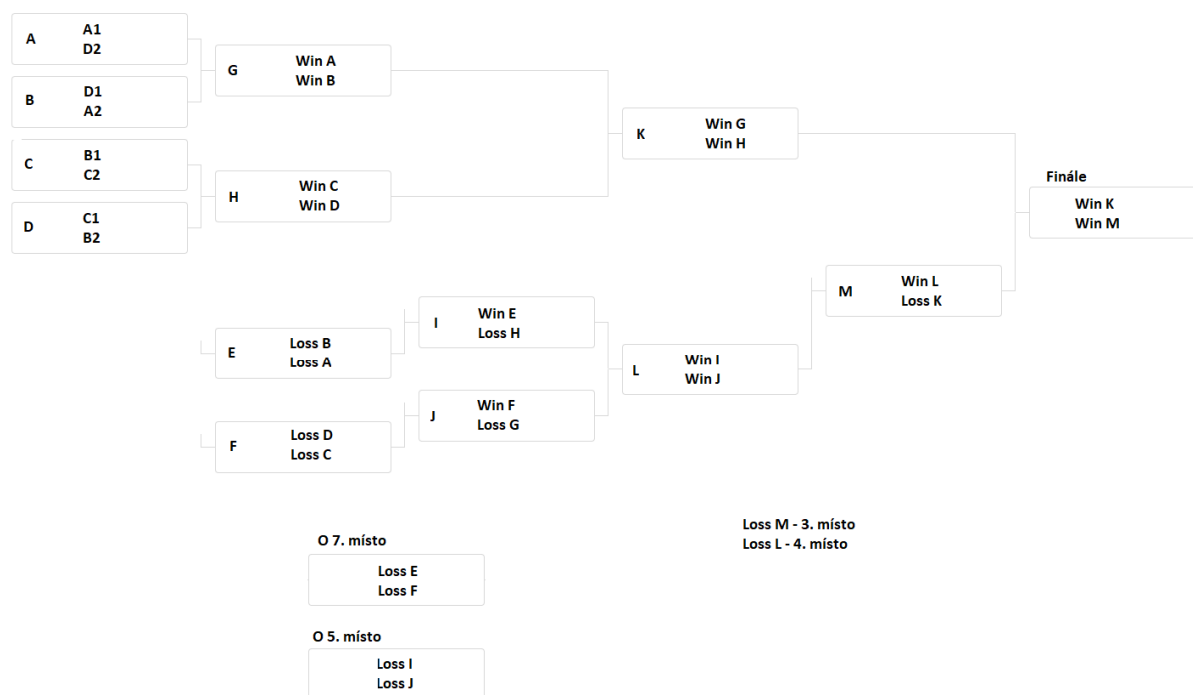 A
A1
D2
B
D1
A2
C
B1
C2
D
C1
B2
G
Win A
Win B
H
Win C
Win D
K
Win G
Win H
Finále
Win K
Win M
E
Loss B
Loss A
F
Loss D
Loss C
I
Win E
Loss H
J
Win F
Loss G
L
Win I
Win J
M
Win L
Loss K
O 7. místo
Loss E
Loss F
O 5. místo
Loss I
Loss J
Loss M - 3. místo
Loss L - 4. místo